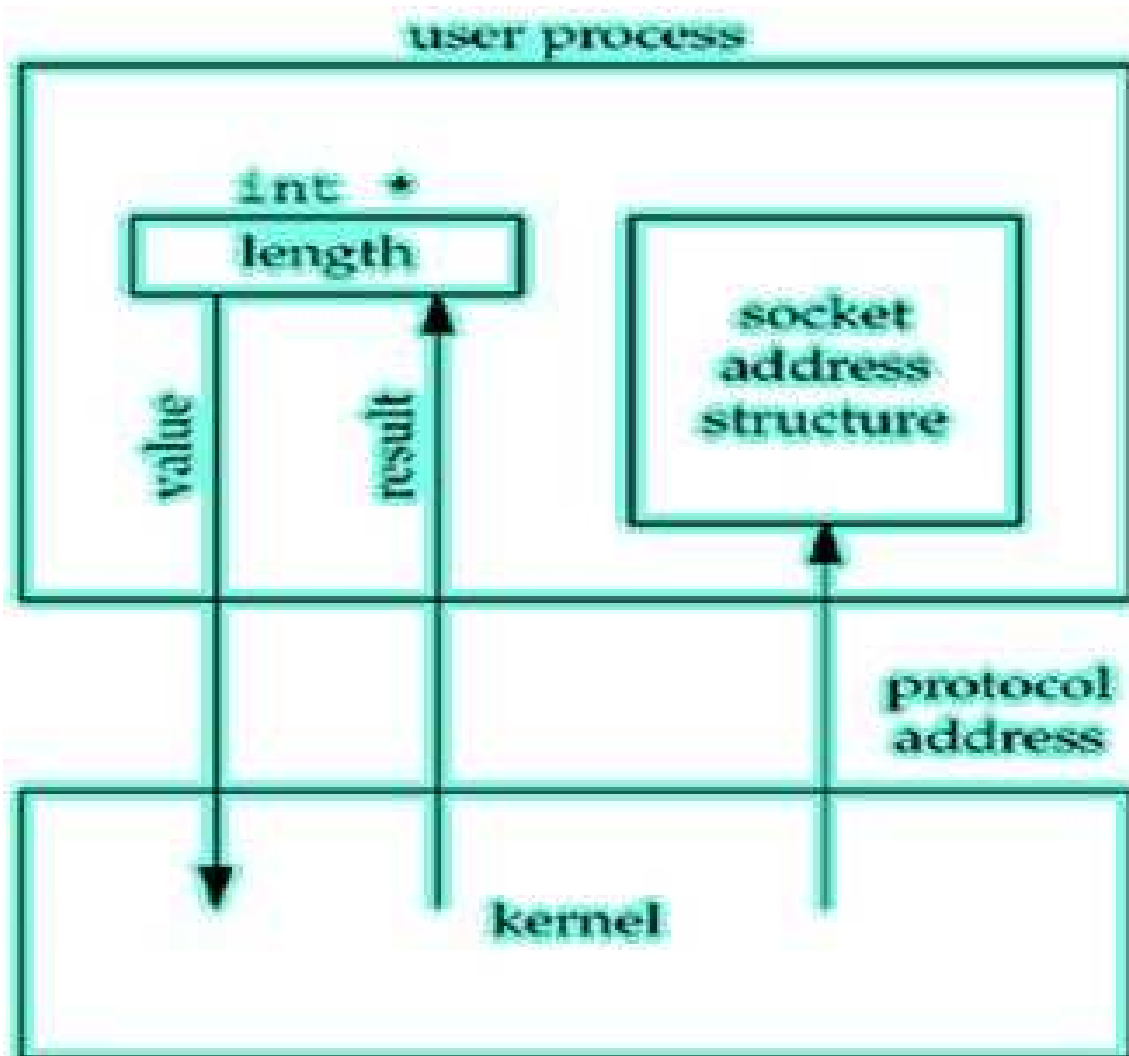 user process
int *
length
value
result
socket
address
structure
protocol
address
kernel